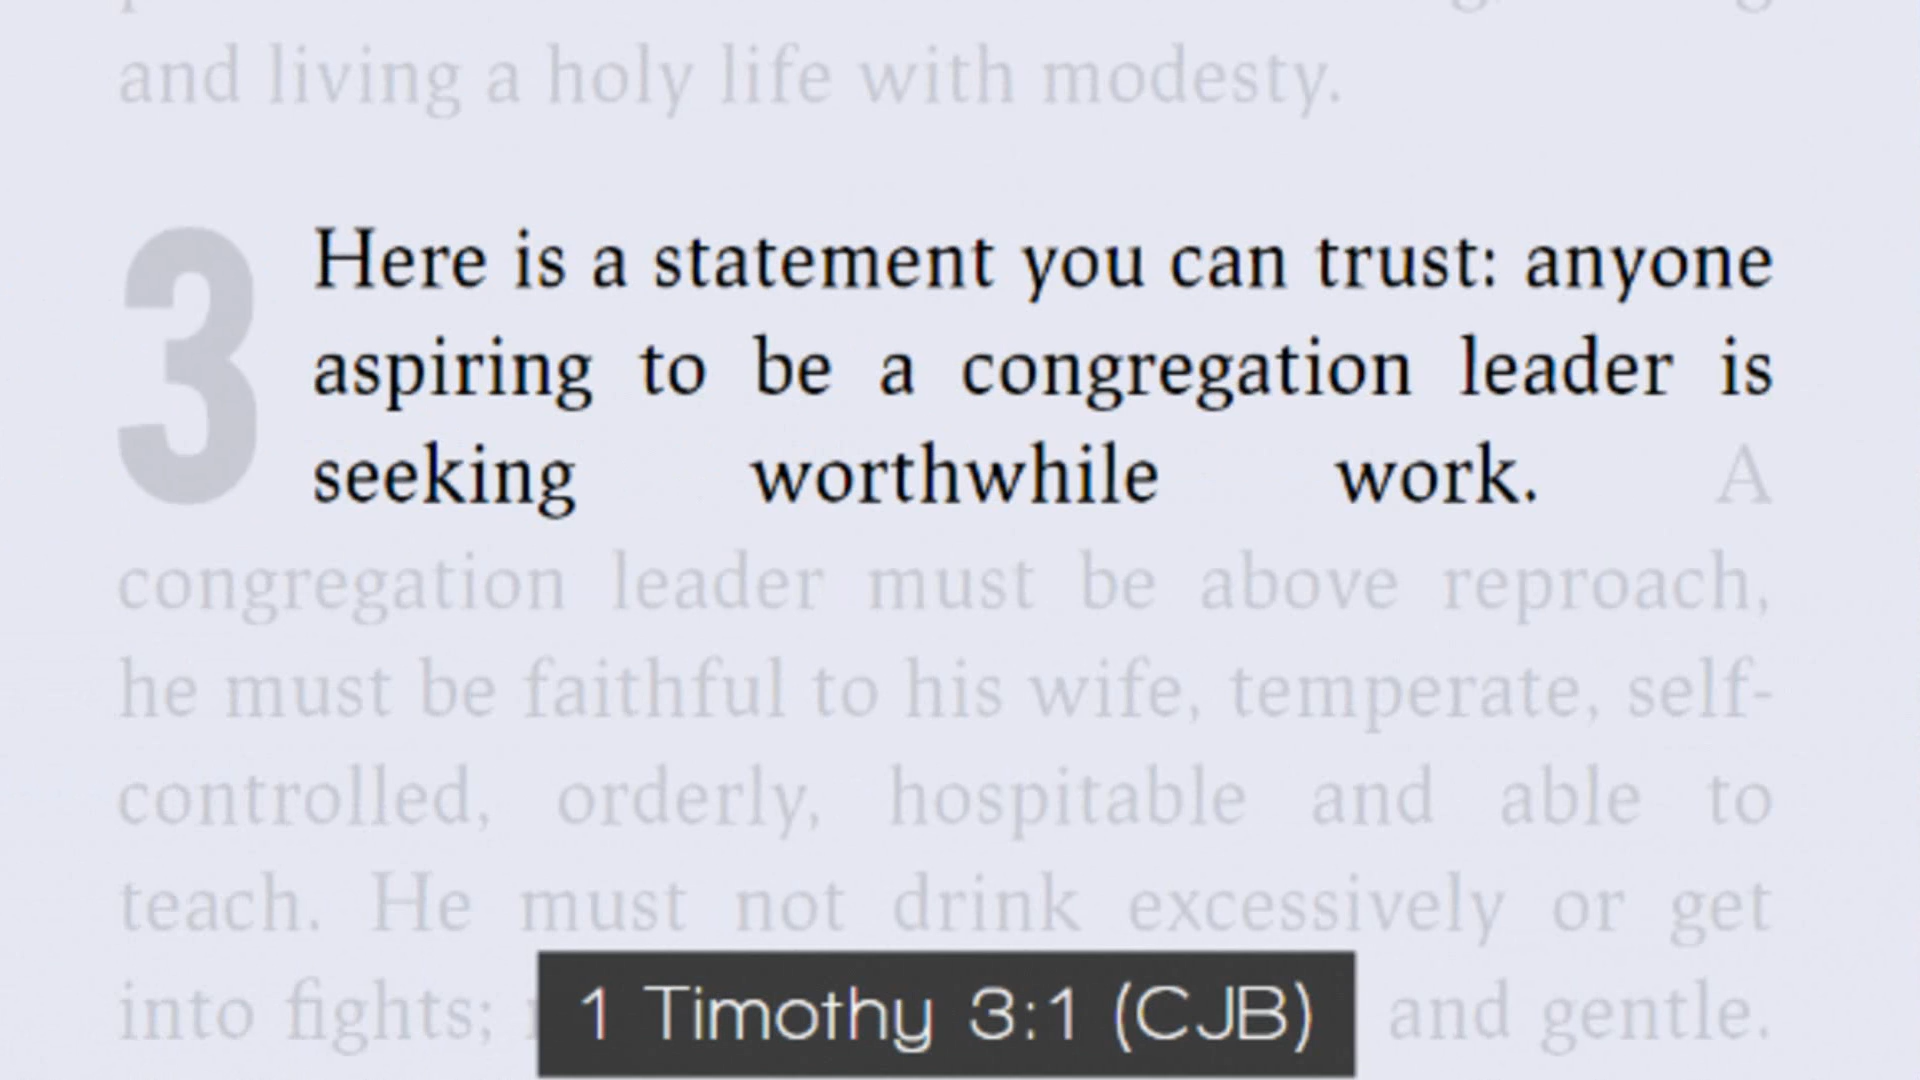 and living a holy life with modesty.
3 Here is a statement you can trust: anyone
aspiring to be a congregation leader is
seeking worthwhile work. A
congregation leader must be above reproach,
he must be faithful to his wife, temperate, self-
controlled, orderly, hospitable and able to
teach. He must not drink excessively or get
into fights; and gentle.
1 Timothy 3:1 (CJB)